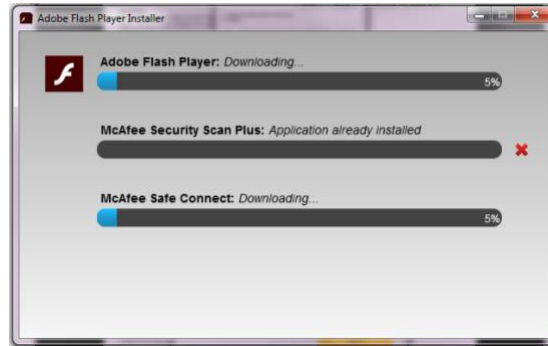 Adobe Flash Player Installer
Adobe Flash Player: Downloading...
5%
McAfee Security Scan Plus: Application already installed
McAfee Safe Connect: Downloading...
5%